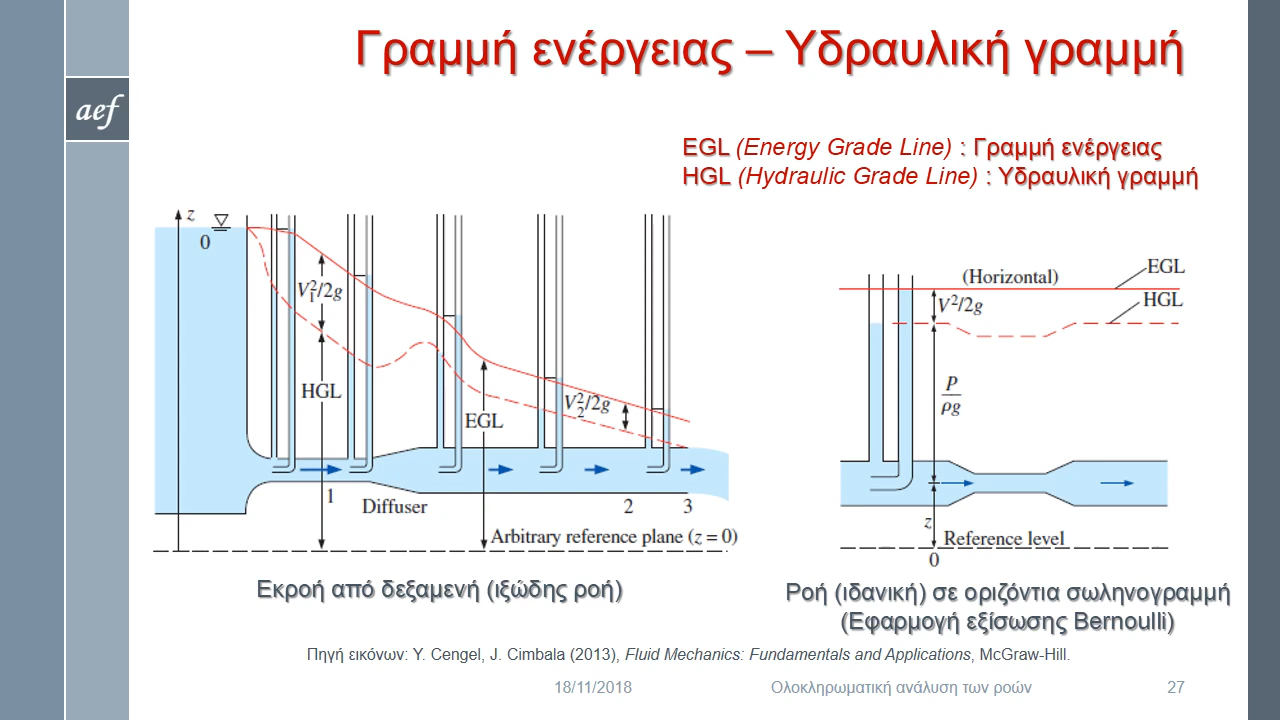 Γραμμή ενέργειας – Υδραυλική γραμμή
aef
EGL (Energy Grade Line) : Γραμμή ενέργειας
HGL (Hydraulic Grade Line) : Υδραυλική γραμμή
z
0
V₁²/2g
HGL
EGL
V₂²/2g
1
Diffuser
2
3
Arbitrary reference plane (z = 0)
Εκροή από δεξαμενή (ιξώδης ροή)
(Horizontal)
EGL
V²/2g
HGL
P
ρg
z
Reference level
0
Ροή (ιδανική) σε οριζόντια σωληνογραμμή
(Εφαρμογή εξίσωσης Bernoulli)
Πηγή εικόνων: Y. Cengel, J. Cimbala (2013), Fluid Mechanics: Fundamentals and Applications, McGraw-Hill.
18/11/2018
Ολοκληρωματική ανάλυση των ροών
27